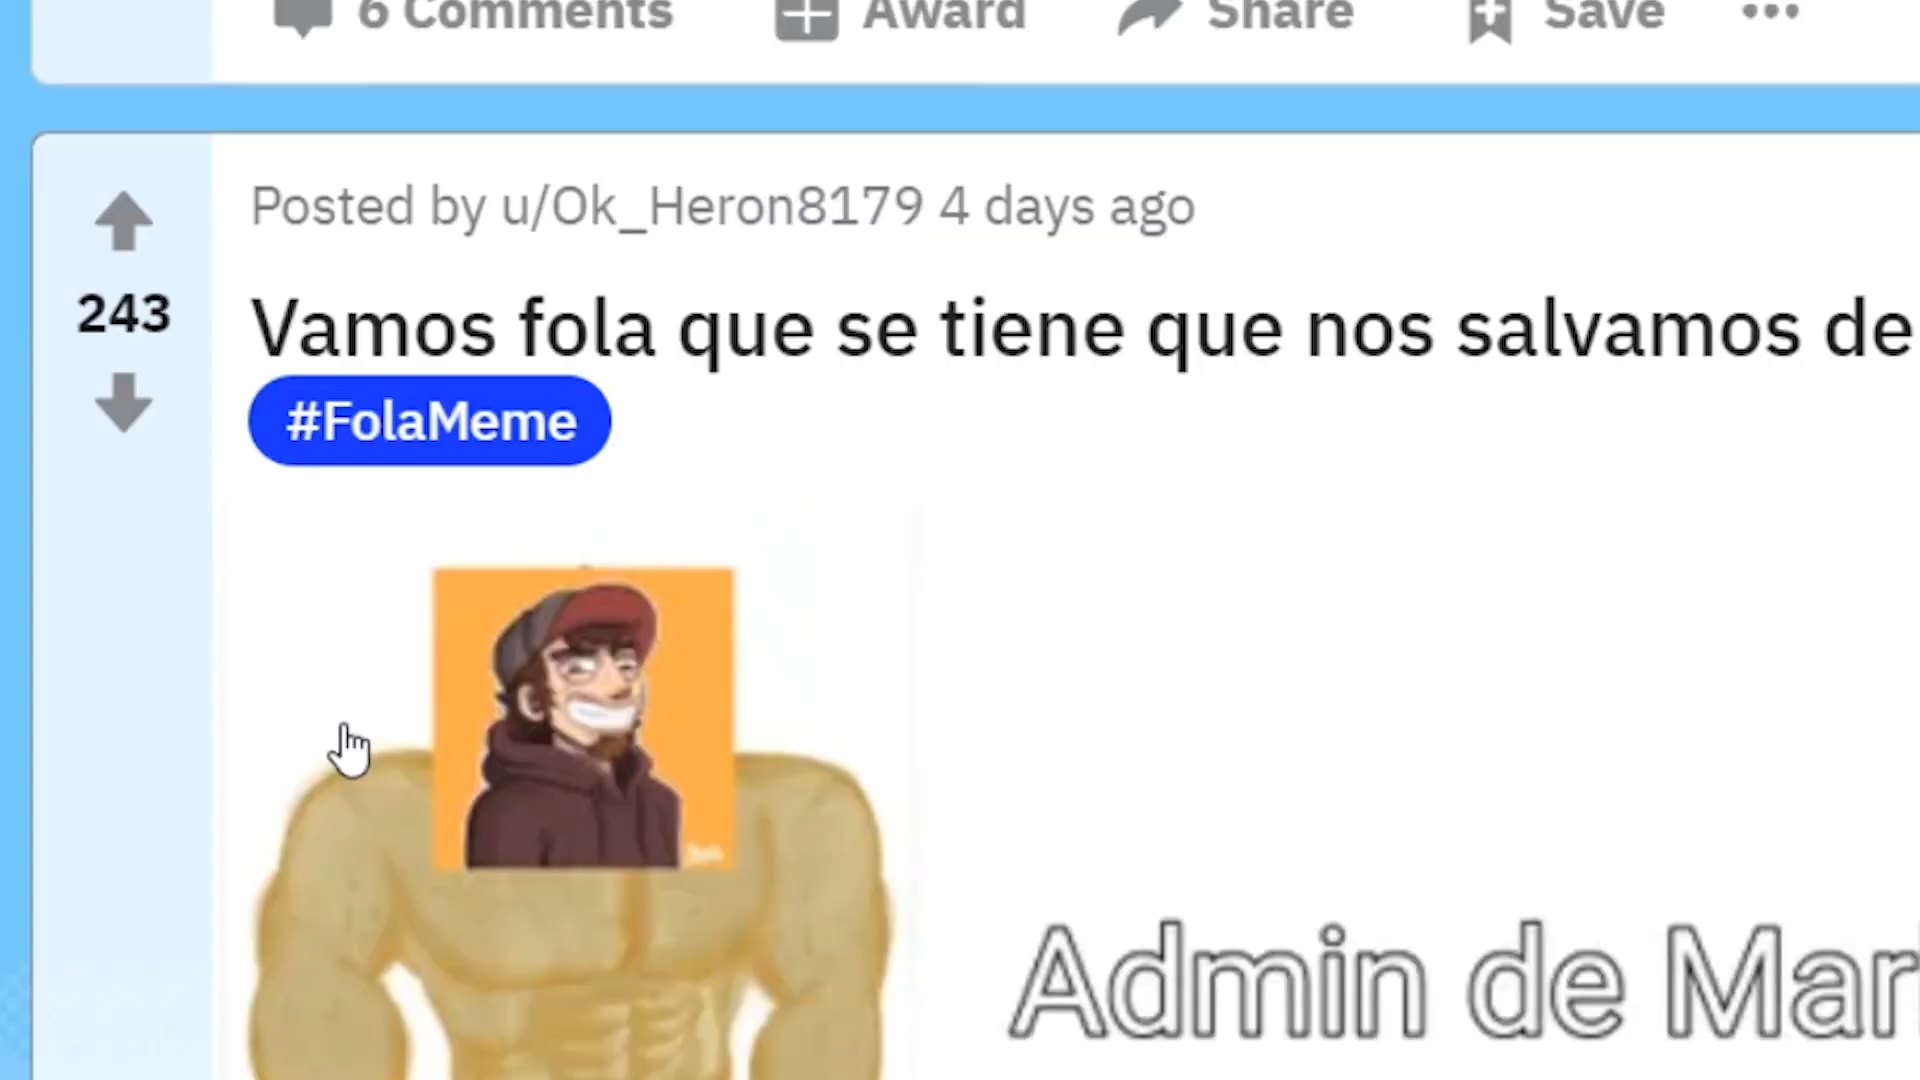 6 Comments Award Share Save
Posted by u/Ok_Heron8179 4 days ago
243
Vamos fola que se tiene que nos salvamos de
#FolaMeme
Admin de Mar